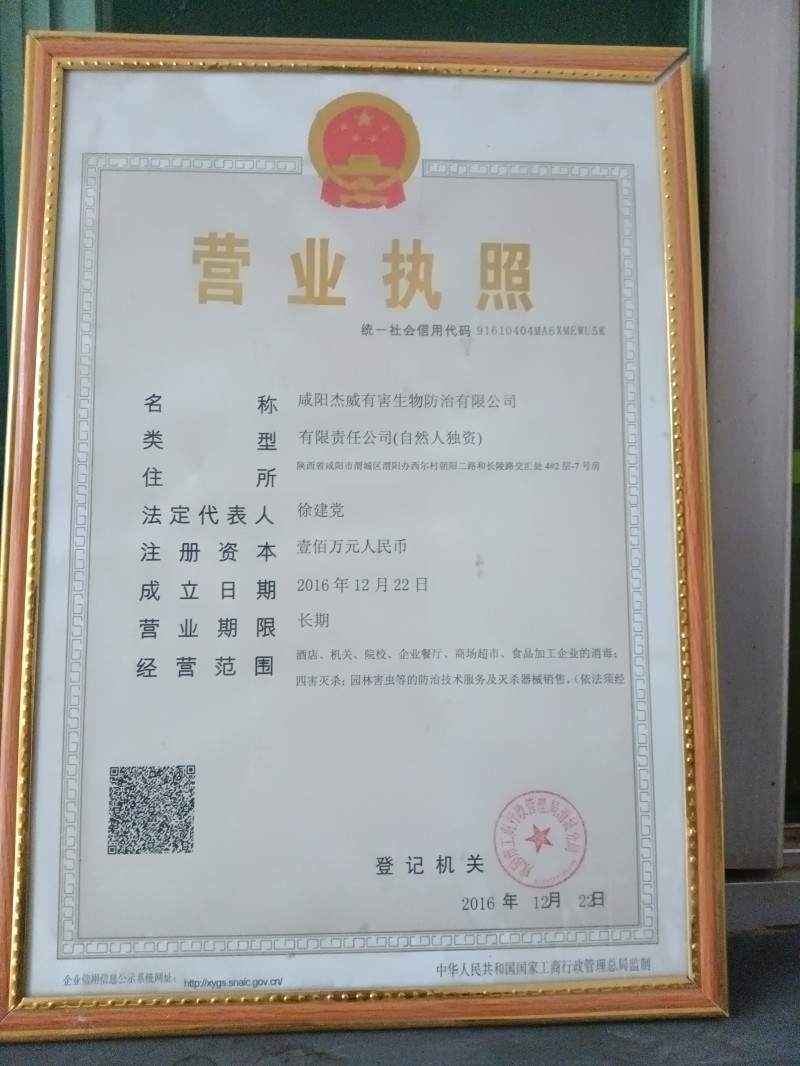 营业执照
统一社会信用代码 91610404MA6XMEWU5K
名称 咸阳杰威有害生物防治有限公司
类型 有限责任公司(自然人独资)
住所 陕西省咸阳市渭城区渭阳办西尔村朝阳二路和长陵路交汇处 4#2 层-7 号房
法定代表人 徐建党
注册资本 壹佰万元人民币
成立日期 2016 年 12 月 22 日
营业期限 长期
经营范围 酒店、机关、院校、企业餐厅、商场超市、食品加工企业的消毒;
四害灭杀;园林害虫等的防治技术服务及灭杀器械销售。(依法须经
登记机关
2016 年 12月 22日
企业信用信息公示系统网址: http://xygs.snaic.gov.cn/
中华人民共和国国家工商行政管理总局监制